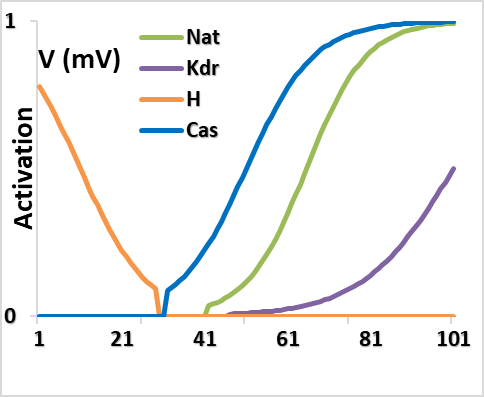 1
V (mV)
Nat
Kdr
H
Cas
Activation
0
1 21 41 61 81 101